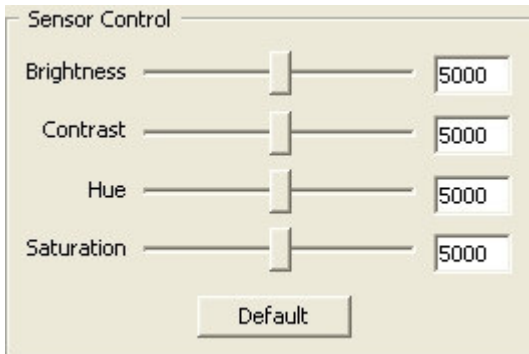 Sensor Control
Brightness 5000
Contrast 5000
Hue 5000
Saturation 5000
Default